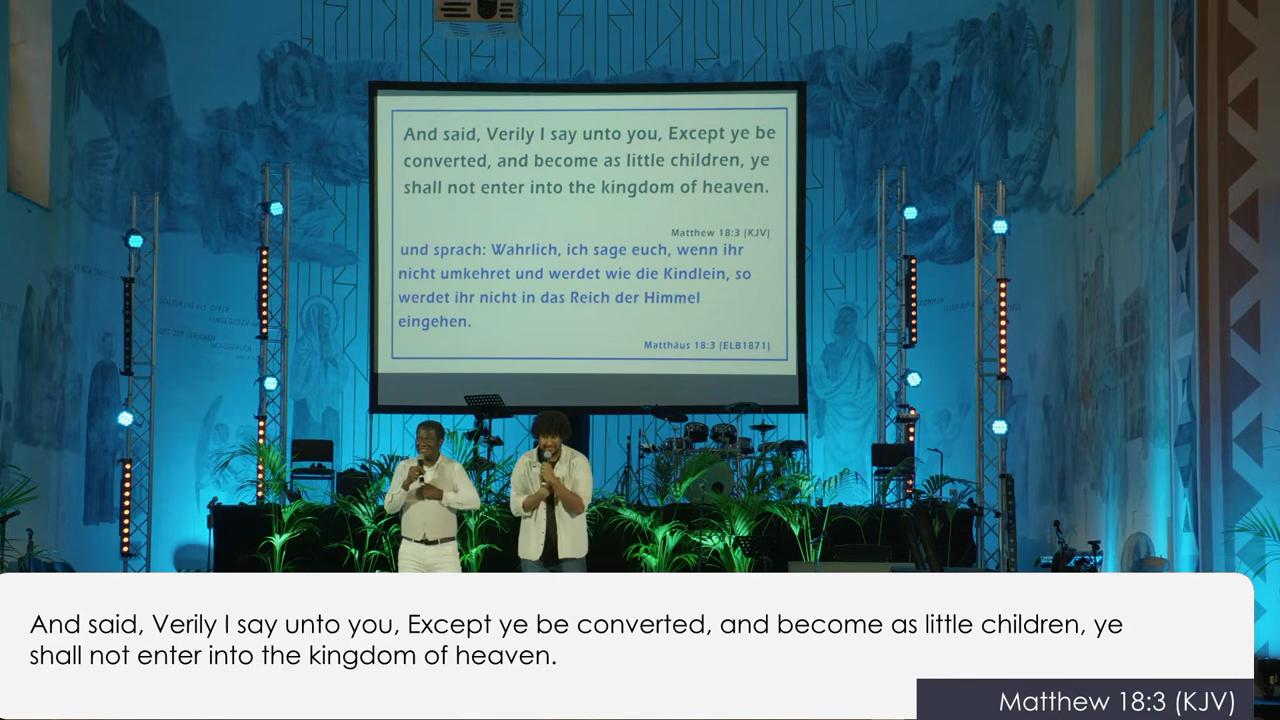 And said, Verily I say unto you, Except ye be
converted, and become as little children, ye
shall not enter into the kingdom of heaven.
Matthew 18:3 (KJV)
und sprach: Wahrlich, ich sage euch, wenn ihr
nicht umkehret und werdet wie die Kindlein, so
werdet ihr nicht in das Reich der Himmel
eingehen.
Matthäus 18:3 (ELB1871)
And said, Verily I say unto you, Except ye be converted, and become as little children, ye
shall not enter into the kingdom of heaven.
Matthew 18:3 (KJV)